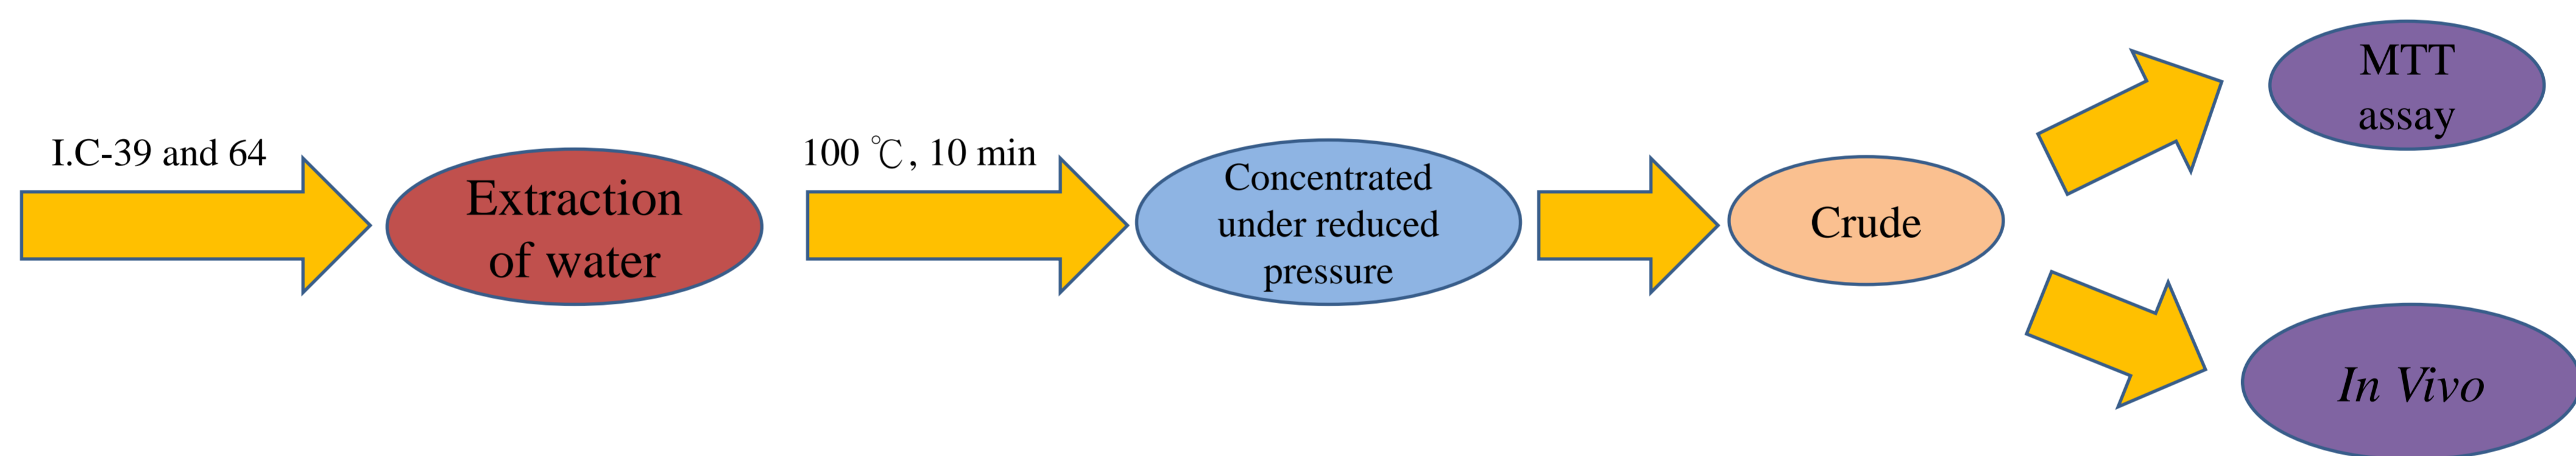 I.C-39 and 64
Extraction
of water
100 ℃, 10 min
Concentrated
under reduced
pressure
Crude
MTT
assay
In Vivo